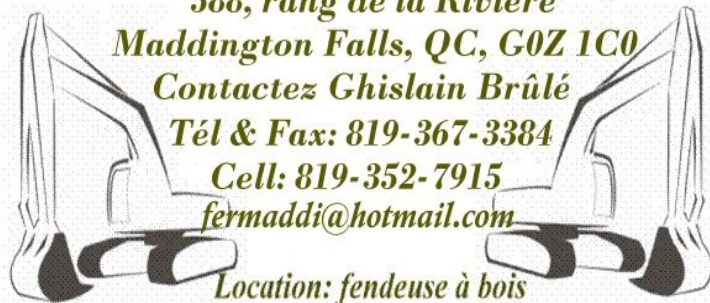 rang de la Rivière
Maddington Falls, QC, G0Z 1C0
Contactez Ghislain Brûlé
Tél & Fax: 819-367-3384
Cell: 819-352-7915
fermaddi@hotmail.com
Location: fendeuse à bois